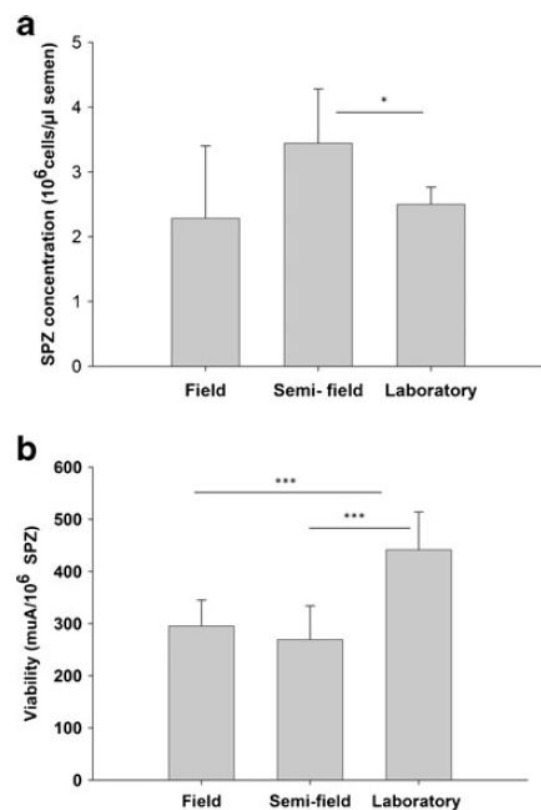 a
SPZ concentration (10⁶cells/µl semen)
5
4
3
2
1
0
*
Field Semi- field Laboratory
b
Viability (muA/10⁶ SPZ)
600
500
400
300
200
100
0
***
***
Field Semi-field Laboratory